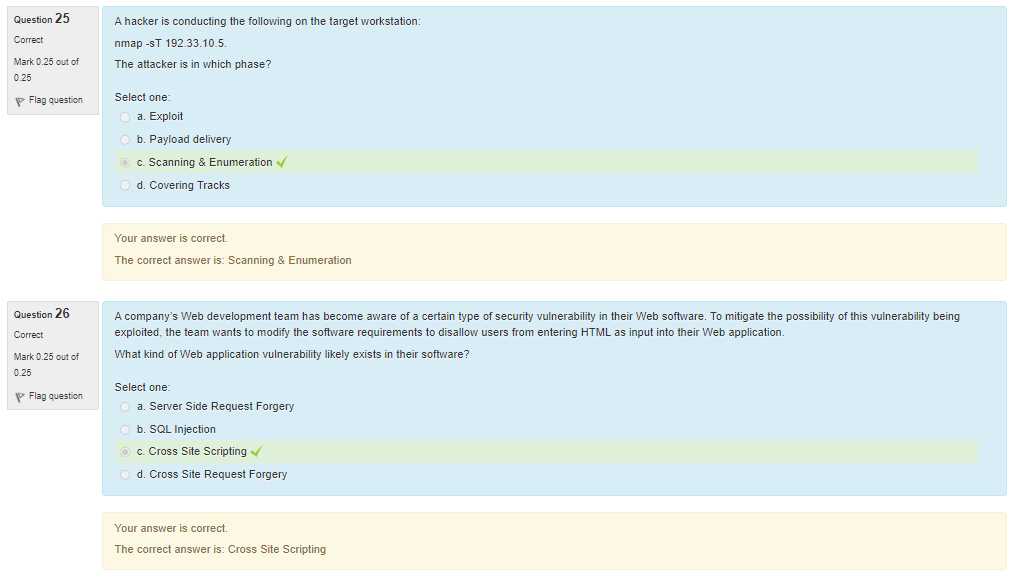 Question 25
Correct
Mark 0.25 out of
0.25
Flag question
A hacker is conducting the following on the target workstation:
nmap -sT 192.33.10.5.
The attacker is in which phase?
Select one:
a. Exploit
b. Payload delivery
c. Scanning & Enumeration
d. Covering Tracks
Your answer is correct.
The correct answer is: Scanning & Enumeration
Question 26
Correct
Mark 0.25 out of
0.25
Flag question
A company's Web development team has become aware of a certain type of security vulnerability in their Web software. To mitigate the possibility of this vulnerability being
exploited, the team wants to modify the software requirements to disallow users from entering HTML as input into their Web application.
What kind of Web application vulnerability likely exists in their software?
Select one:
a. Server Side Request Forgery
b. SQL Injection
c. Cross Site Scripting
d. Cross Site Request Forgery
Your answer is correct.
The correct answer is: Cross Site Scripting